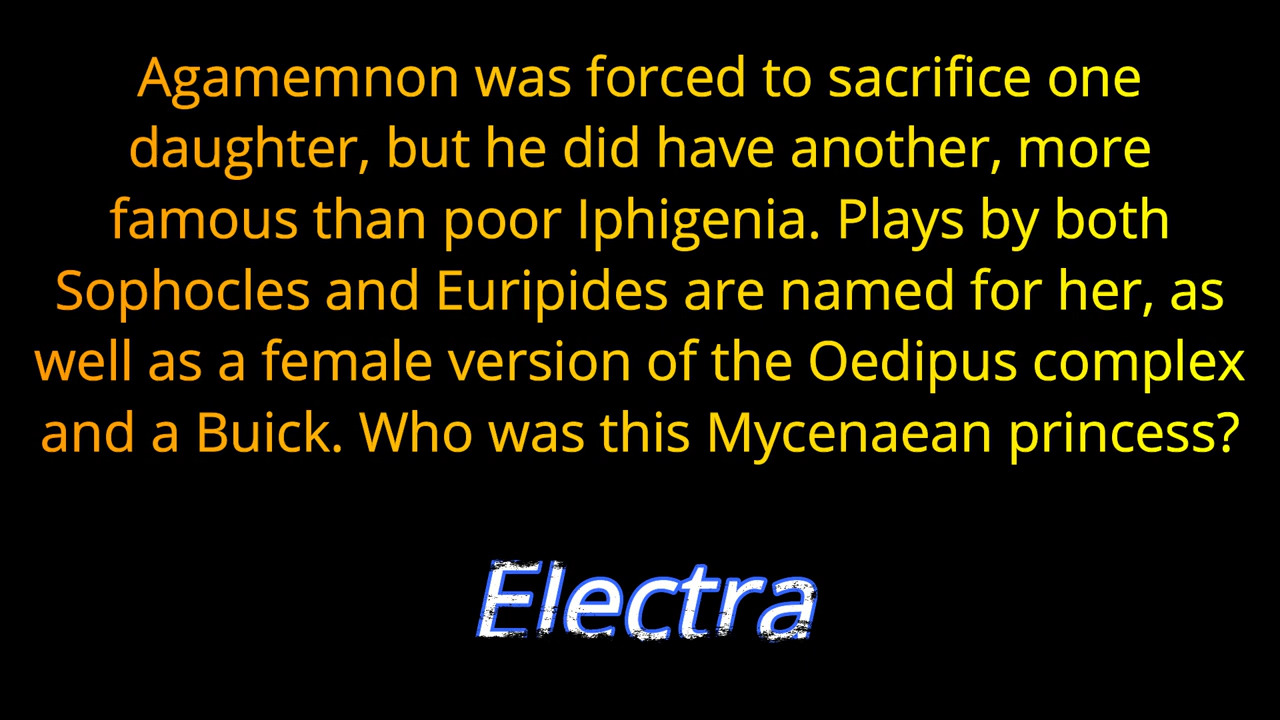 Agamemnon was forced to sacrifice one
daughter, but he did have another, more
famous than poor Iphigenia. Plays by both
Sophocles and Euripides are named for her, as
well as a female version of the Oedipus complex
and a Buick. Who was this Mycenaean princess?
Electra